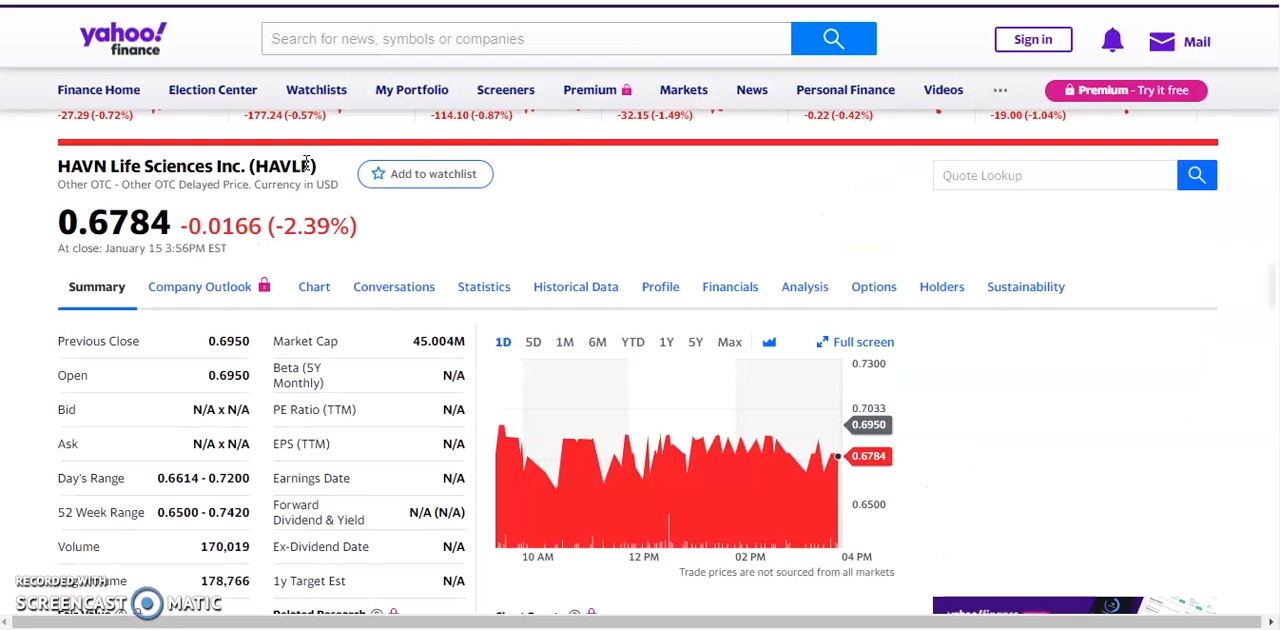 yahoo!
finance
Search for news, symbols or companies
Sign in
Mail
Finance Home Election Center Watchlists My Portfolio Screeners Premium Markets News Personal Finance Videos ... Premium - Try it free
-27.29 (-0.72%) -177.24 (-0.57%) -114.10 (-0.87%) -32.15 (-1.49%) -0.22 (-0.42%) -19.00 (-1.04%)
HAVN Life Sciences Inc. (HAVLF)
Add to watchlist
Quote Lookup
Other OTC - Other OTC Delayed Price. Currency in USD
0.6784 -0.0166 (-2.39%)
At close: January 15 3:56PM EST
Summary Company Outlook Chart Conversations Statistics Historical Data Profile Financials Analysis Options Holders Sustainability
Previous Close 0.6950
Open 0.6950
Bid N/A x N/A
Ask N/A x N/A
Day's Range 0.6614 - 0.7200
52 Week Range 0.6500 - 0.7420
Volume 170,019
178,766
Market Cap 45.004M
Beta (5Y
Monthly) N/A
PE Ratio (TTM) N/A
EPS (TTM) N/A
Earnings Date N/A
Forward
Dividend & Yield N/A (N/A)
Ex-Dividend Date N/A
1y Target Est N/A
1D 5D 1M 6M YTD 1Y 5Y Max Full screen
0.7300
0.7033
0.6950
0.6784
0.6500
10 AM 12 PM 02 PM 04 PM
Trade prices are not sourced from all markets
RECORDED WITH
SCREENCAST MATIC
Related Research
yahoo/finance